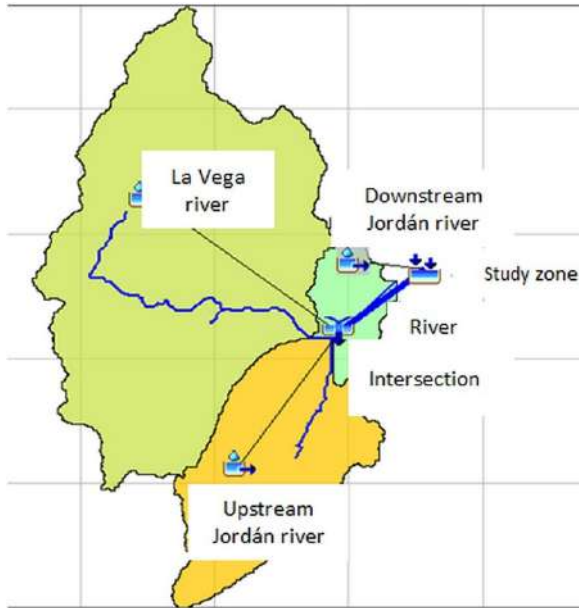 La Vega
river
Downstream
Jordán river
Study zone
River
Intersection
Upstream
Jordán river